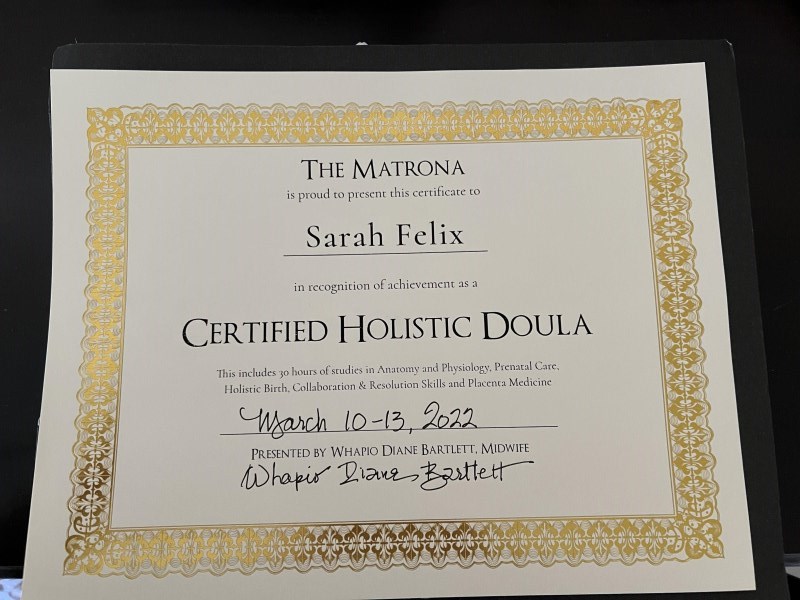 THE MATRONA
is proud to present this certificate to
Sarah Felix
in recognition of achievement as a
CERTIFIED HOLISTIC DOULA
This includes 30 hours of studies in Anatomy and Physiology, Prenatal Care,
Holistic Birth, Collaboration & Resolution Skills and Placenta Medicine
March 10-13, 2022
PRESENTED BY WHAPIO DIANE BARTLETT, MIDWIFE
Whapio Diane Bartlett